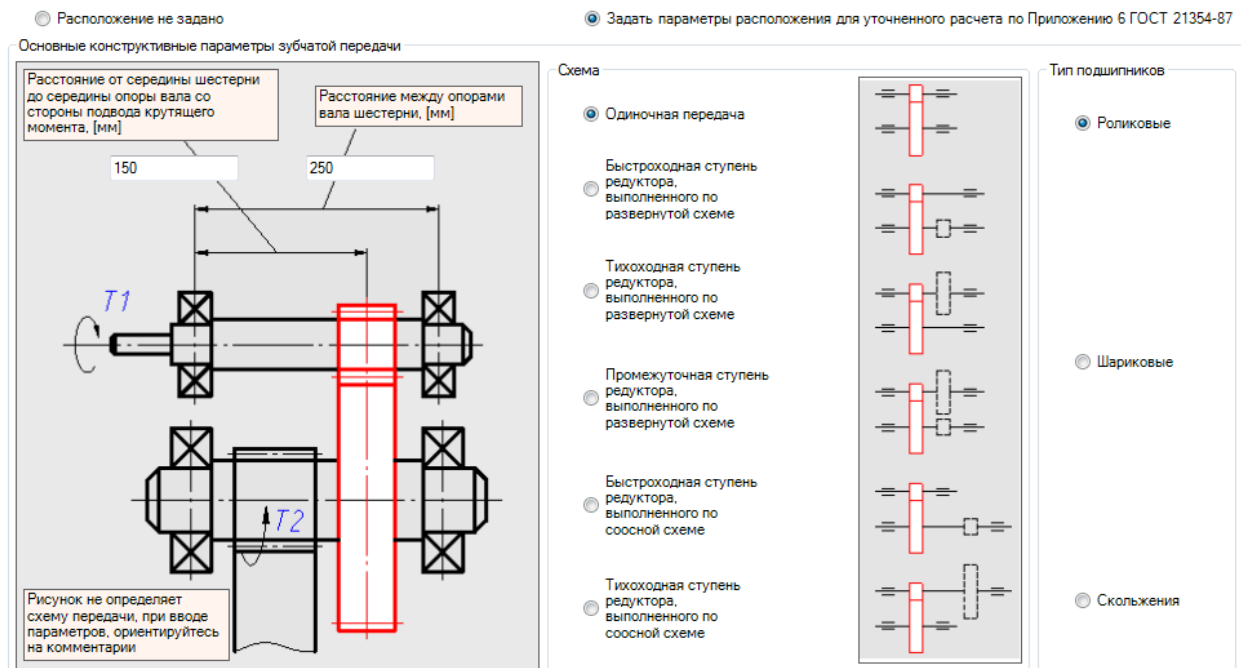 Расположение не задано
Задать параметры расположения для уточненного расчета по Приложению 6 ГОСТ 21354-87
Основные конструктивные параметры зубчатой передачи
Расстояние от середины шестерни
до середины опоры вала со
стороны подвода крутящего
момента, [мм]
Расстояние между опорами
вала шестерни, [мм]
150
250
T1
T2
Рисунок не определяет
схему передачи, при вводе
параметров, ориентируйтесь
на комментарии
Схема
Одиночная передача
Быстроходная ступень
редуктора,
выполненного по
развернутой схеме
Тихоходная ступень
редуктора,
выполненного по
развернутой схеме
Промежуточная ступень
редуктора,
выполненного по
развернутой схеме
Быстроходная ступень
редуктора,
выполненного по
соосной схеме
Тихоходная ступень
редуктора,
выполненного по
соосной схеме
Тип подшипников
Роликовые
Шариковые
Скольжения